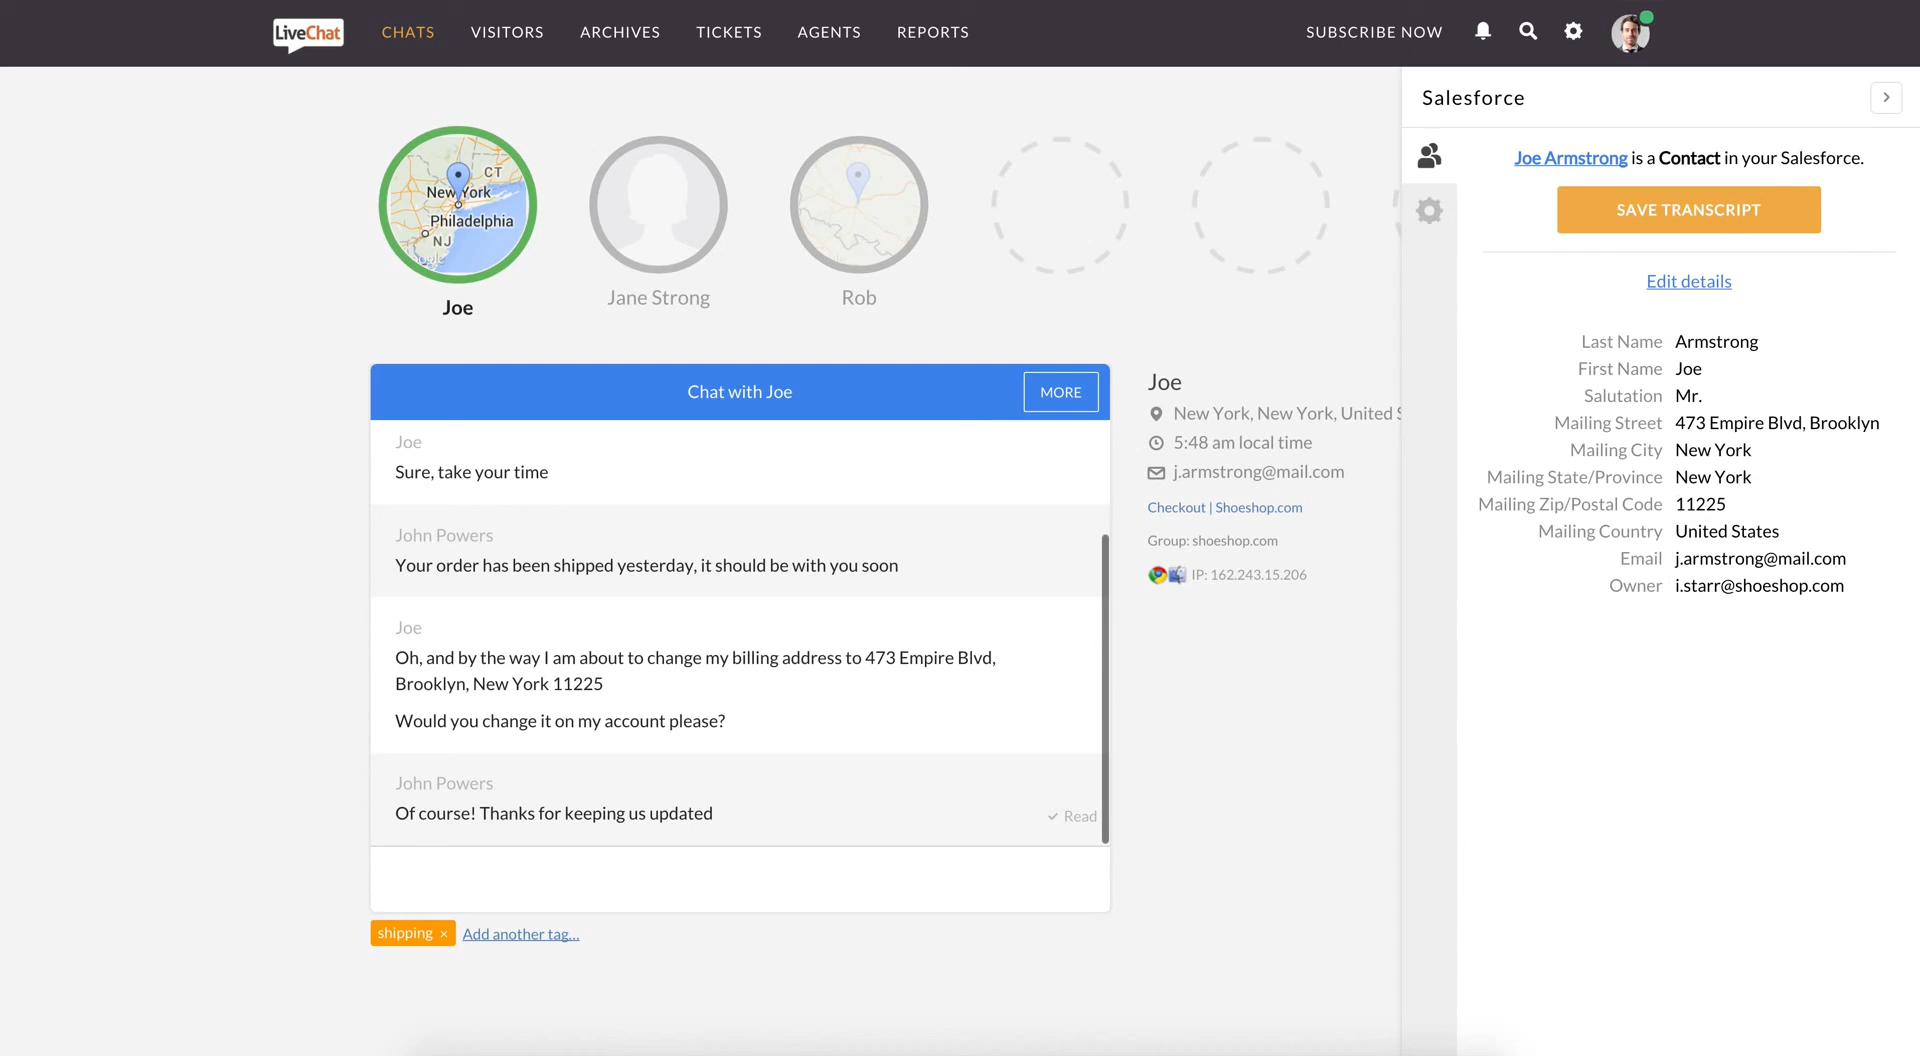 LiveChat
CHATS
VISITORS
ARCHIVES
TICKETS
AGENTS
REPORTS
SUBSCRIBE NOW
CT
New York
Philadelphia
NJ
Joe
Jane Strong
Rob
Chat with Joe
MORE
Joe
Sure, take your time
John Powers
Your order has been shipped yesterday, it should be with you soon
Joe
Oh, and by the way I am about to change my billing address to 473 Empire Blvd,
Brooklyn, New York 11225
Would you change it on my account please?
John Powers
Of course! Thanks for keeping us updated
Read
shipping ×
Add another tag...
Joe
New York, New York, United
5:48 am local time
j.armstrong@mail.com
Checkout | Shoeshop.com
Group: shoeshop.com
IP: 162.243.15.206
Salesforce
Joe Armstrong is a Contact in your Salesforce.
SAVE TRANSCRIPT
Edit details
Last Name Armstrong
First Name Joe
Salutation Mr.
Mailing Street 473 Empire Blvd, Brooklyn
Mailing City New York
Mailing State/Province New York
Mailing Zip/Postal Code 11225
Mailing Country United States
Email j.armstrong@mail.com
Owner i.starr@shoeshop.com